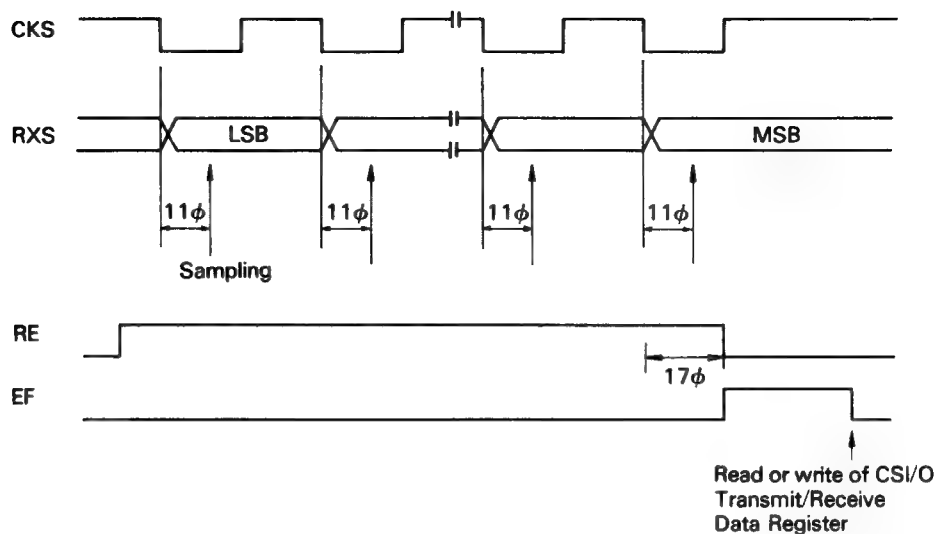 CKS
RXS
LSB
MSB
11ϕ
11ϕ
11ϕ
11ϕ
Sampling
RE
17ϕ
EF
Read or write of CSI/O
Transmit/Receive
Data Register